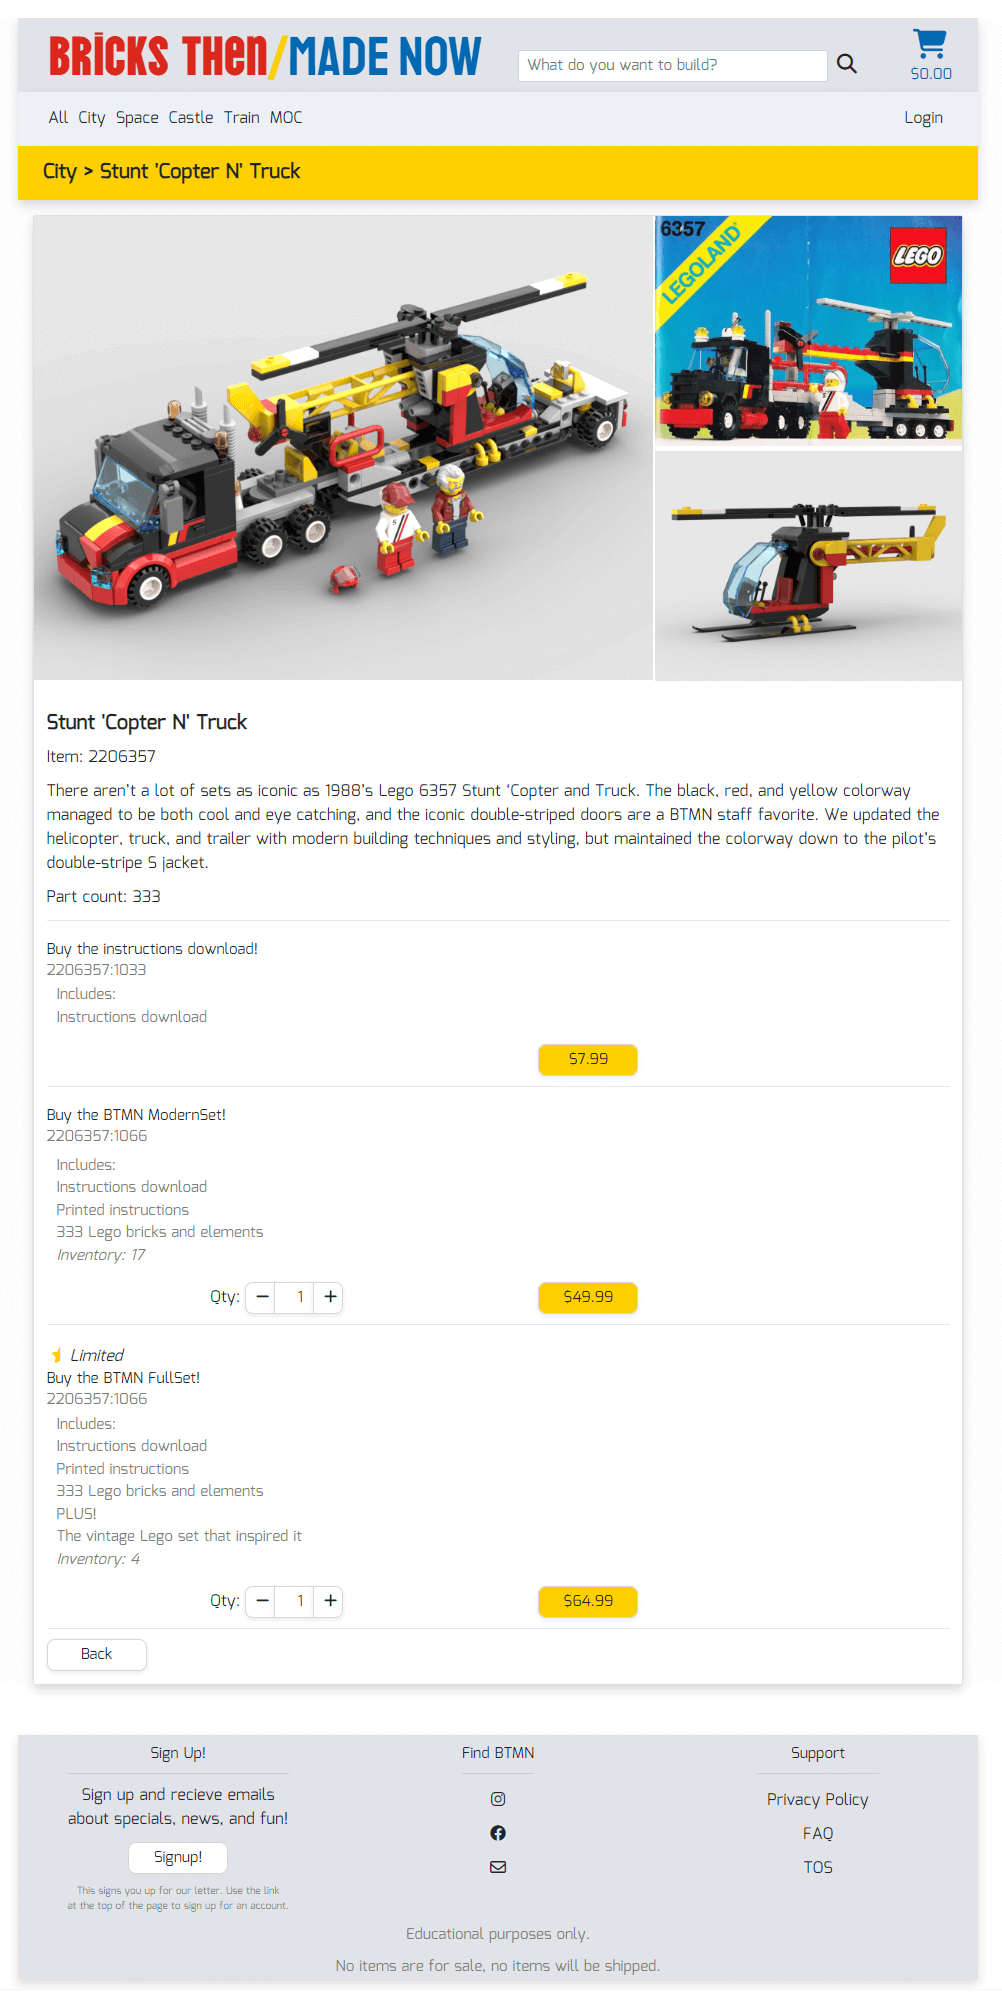 BRICKS THEN/MADE NOW
What do you want to build?
$0.00
All City Space Castle Train MOC
Login
City > Stunt 'Copter N' Truck
6357
LEGOLAND
LEGO
Stunt 'Copter N' Truck
Item: 2206357
There aren't a lot of sets as iconic as 1988's Lego 6357 Stunt ‘Copter and Truck. The black, red, and yellow colorway
managed to be both cool and eye catching, and the iconic double-striped doors are a BTMN staff favorite. We updated the
helicopter, truck, and trailer with modern building techniques and styling, but maintained the colorway down to the pilot's
double-stripe S jacket.
Part count: 333
Buy the instructions download!
2206357:1033
Includes:
Instructions download
$7.99
Buy the BTMN ModernSet!
2206357:1066
Includes:
Instructions download
Printed instructions
333 Lego bricks and elements
Inventory: 17
Qty: − 1 +
$49.99
Limited
Buy the BTMN FullSet!
2206357:1066
Includes:
Instructions download
Printed instructions
333 Lego bricks and elements
PLUS!
The vintage Lego set that inspired it
Inventory: 4
Qty: − 1 +
$64.99
Back
Sign Up!
Sign up and recieve emails
about specials, news, and fun!
Signup!
This signs you up for our letter. Use the link
at the top of the page to sign up for an account.
Find BTMN
Support
Privacy Policy
FAQ
TOS
Educational purposes only.
No items are for sale, no items will be shipped.